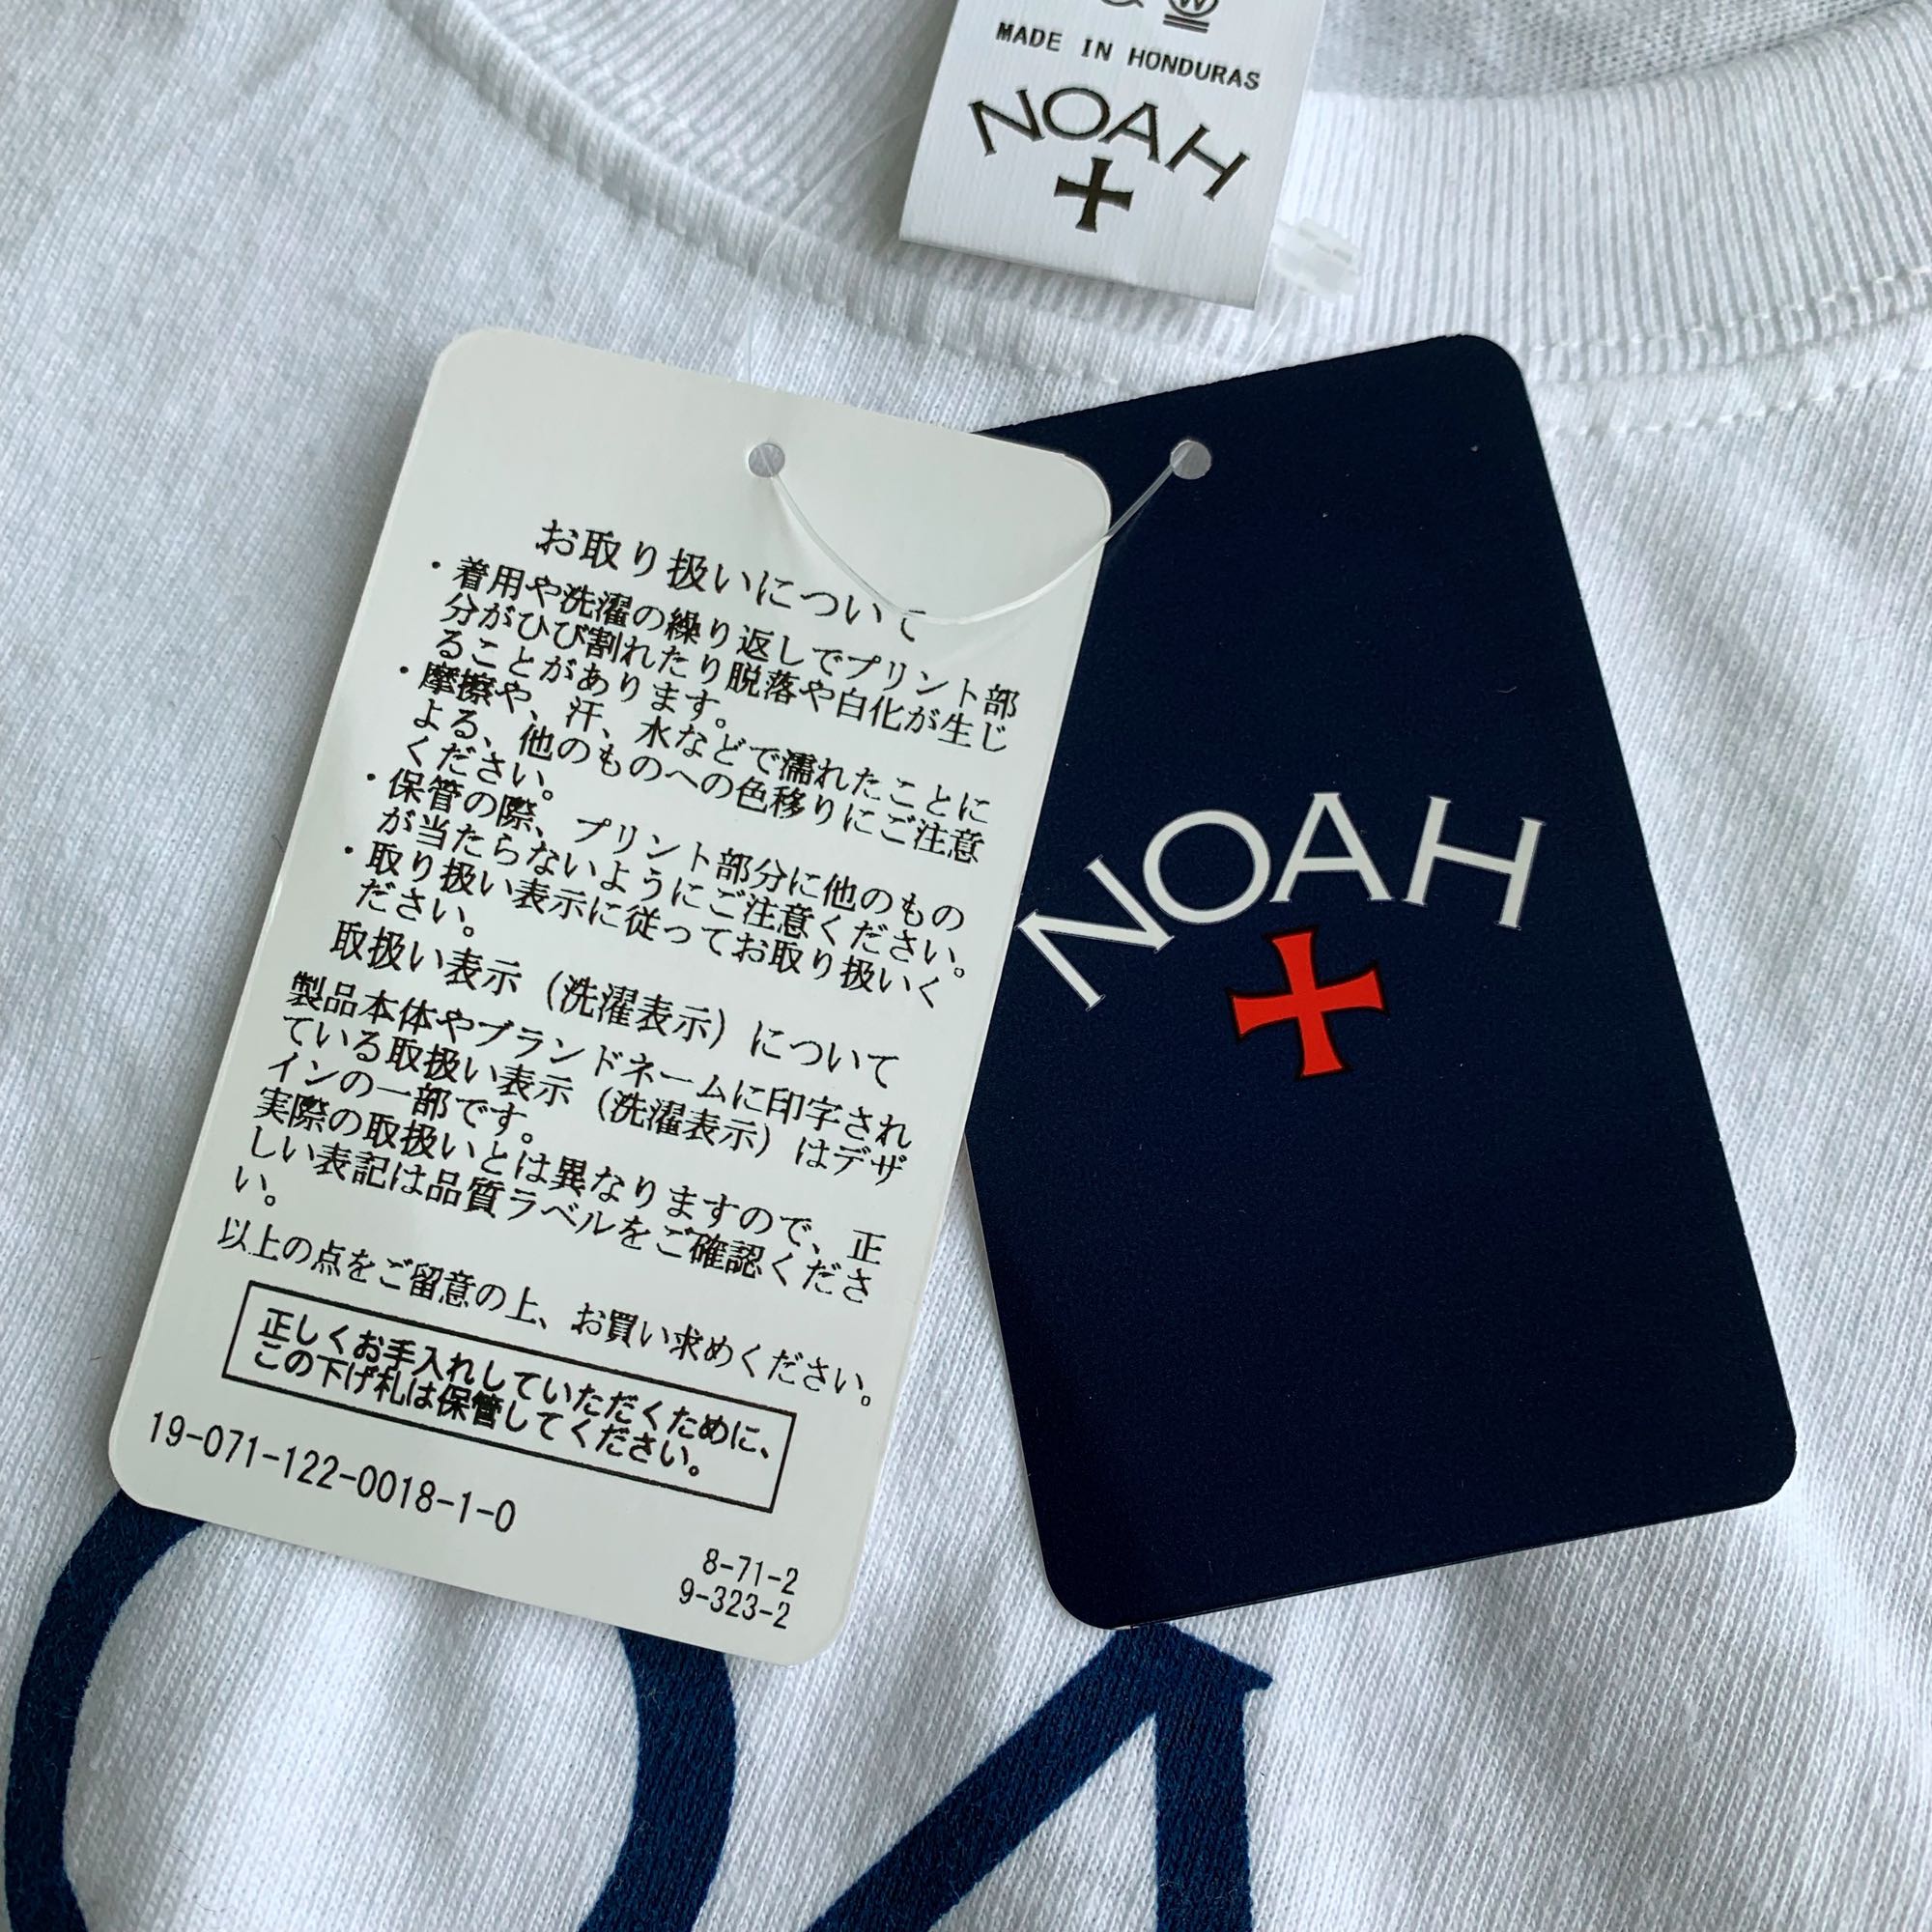 MADE IN HONDURAS
NOAH
お取り扱いについて
・着用や洗濯の繰り返しでプリント部
分がひび割れたり脱落や白化が生じ
ることがあります。
・摩擦や、汗、水などで濡れたことに
よる、他のものへの色移りにご注意
ください。
・保管の際、プリント部分に他のもの
が当たらないようにご注意ください。
・取り扱い表示に従ってお取り扱いく
ださい。
取扱い表示（洗濯表示）について
製品本体やブランドネームに印字され
ている取扱い表示（洗濯表示）はデザ
インの一部です。
実際の取扱いとは異なりますので、正
しい表記は品質ラベルをご確認くださ
い。
以上の点をご留意の上、お買い求めください。
正しくお手入れしていただくために、
この下げ札は保管してください。
19-071-122-0018-1-0
8-71-2
9-323-2
NOAH